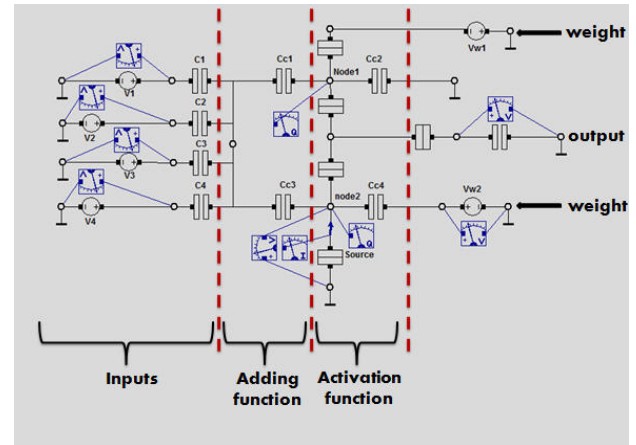 weight
Vw1
C1
Cc1
Node1
Cc2
V1
C2
V2
Q
V
output
C3
V3
C4
Cc3
node2
Cc4
Vw2
weight
V4
V
I
Q
V
Source
Inputs
Adding
function
Activation
function